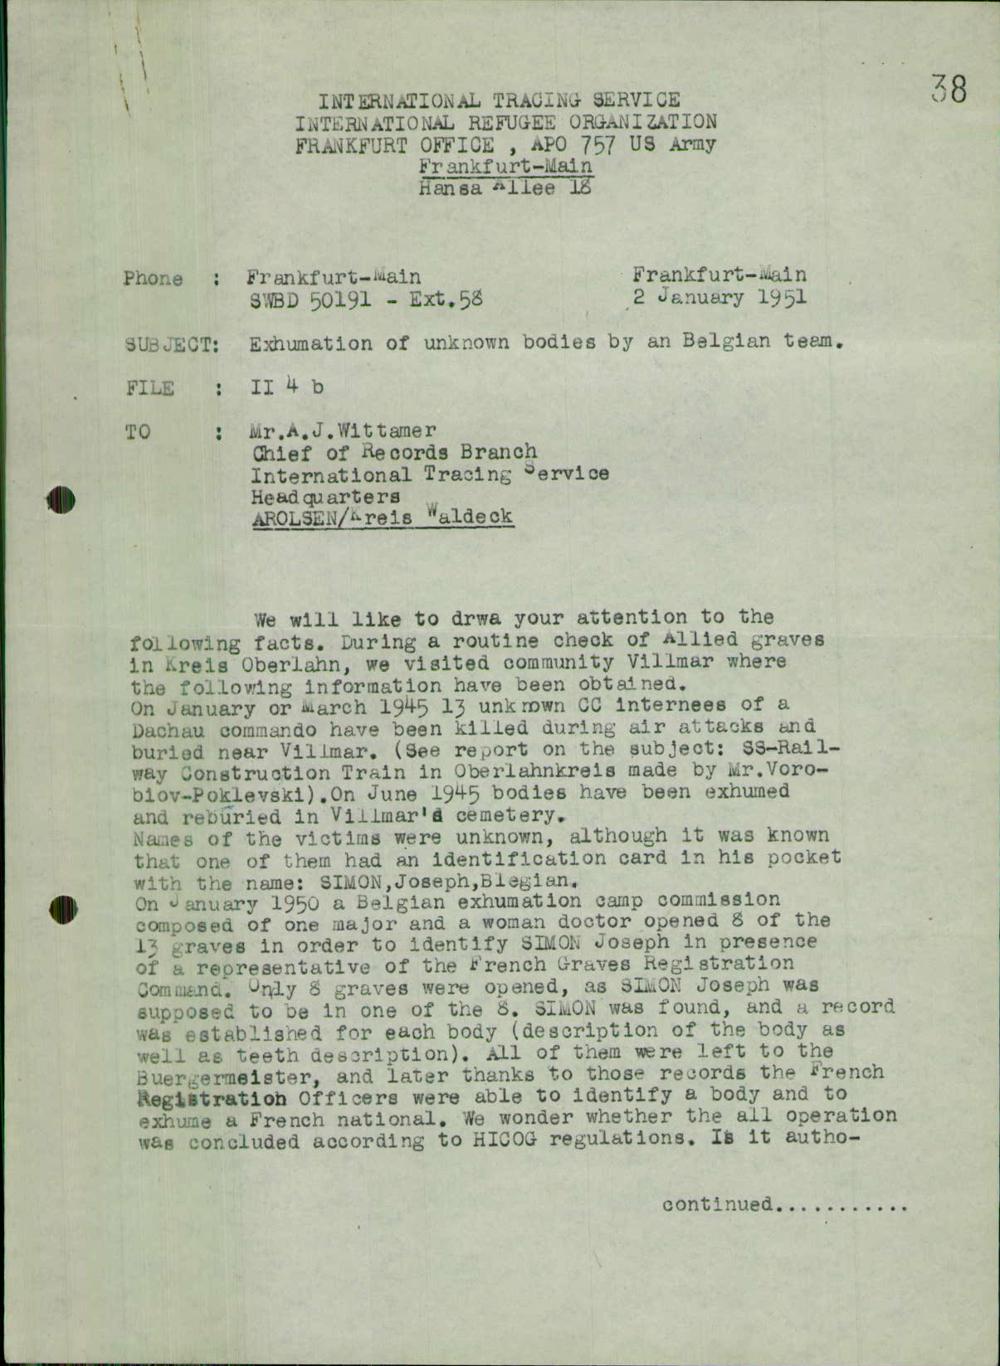 38
INTERNATIONAL TRACING SERVICE
INTERNATIONAL REFUGEE ORGANIZATION
FRANKFURT OFFICE , APO 757 US Army
Frankfurt-Main
Hansa Allee 18
Phone : Frankfurt-Main Frankfurt-Main
SWBD 50191 - Ext.58 2 January 1951
SUBJECT: Exhumation of unknown bodies by an Belgian team.
FILE : II 4 b
TO : Mr.A.J.Wittamer
Chief of Records Branch
International Tracing Service
Headquarters
AROLSEN/Kreis Waldeck
We will like to drwa your attention to the
following facts. During a routine check of Allied graves
in Kreis Oberlahn, we visited community Villmar where
the following information have been obtained.
On January or March 1945 13 unknown CC internees of a
Dachau commando have been killed during air attacks and
buried near Villmar. (See report on the subject: SS-Rail-
way Construction Train in Oberlahnkreis made by Mr.Voro-
biov-Poklevski).On June 1945 bodies have been exhumed
and reburied in Villmar's cemetery.
Names of the victims were unknown, although it was known
that one of them had an identification card in his pocket
with the name: SIMON,Joseph,Blegian.
On January 1950 a Belgian exhumation camp commission
composed of one major and a woman doctor opened 8 of the
13 graves in order to identify SIMON Joseph in presence
of a representative of the French Graves Registration
Command. Only 8 graves were opened, as SIMON Joseph was
supposed to be in one of the 8. SIMON was found, and a record
was established for each body (description of the body as
well as teeth description). All of them were left to the
Buergermeister, and later thanks to those records the French
Registration Officers were able to identify a body and to
exhume a French national. We wonder whether the all operation
was concluded according to HICOG regulations. Is it autho-
continued............